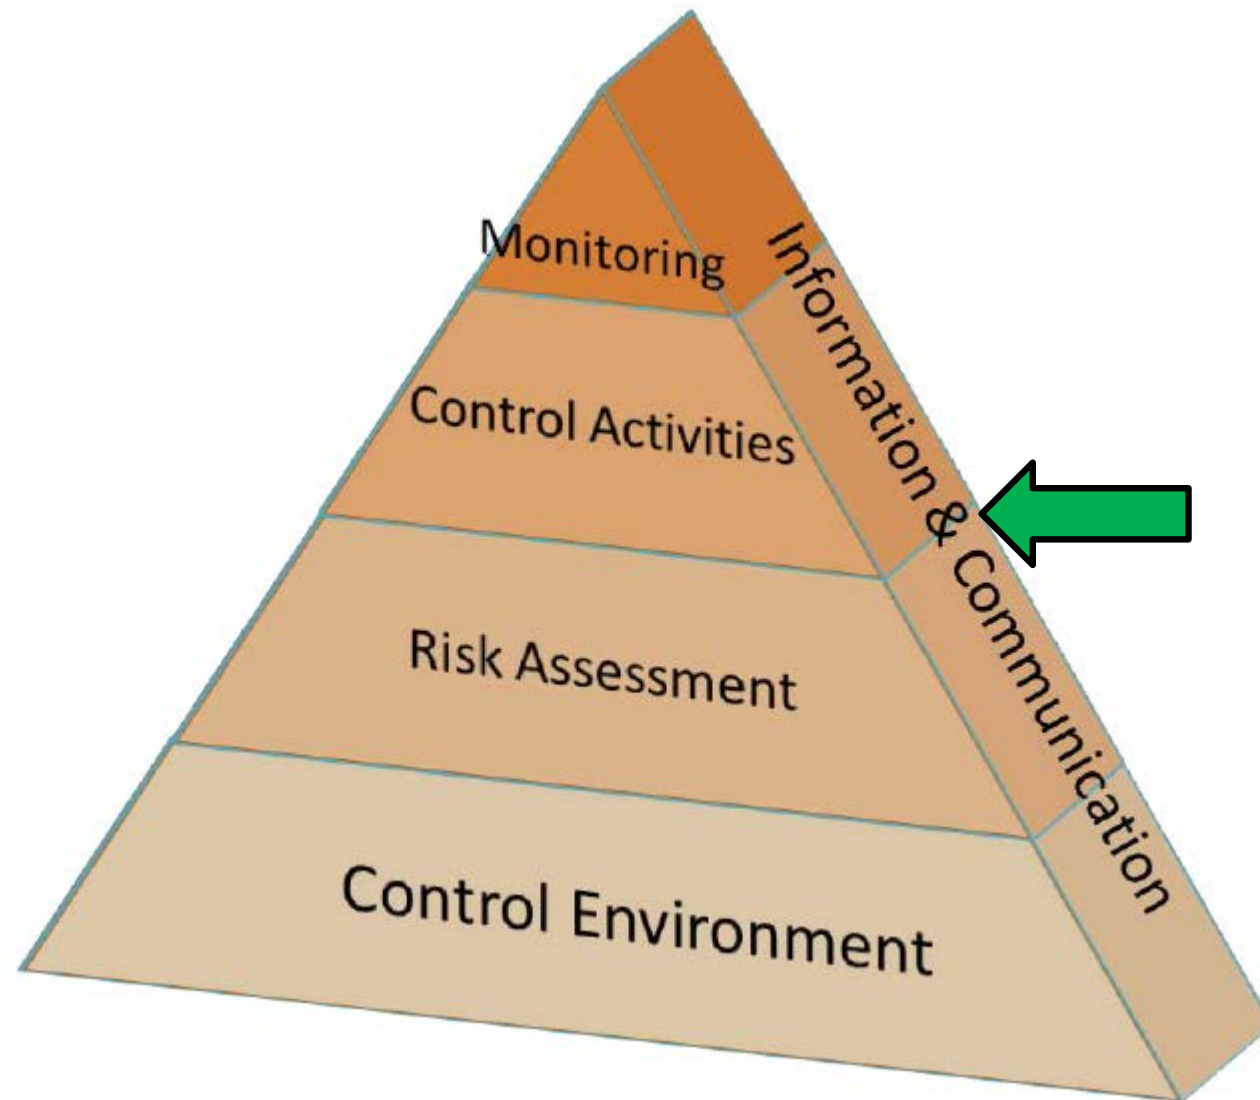 Monitoring
Control Activities
Risk Assessment
Control Environment
Information & Communication